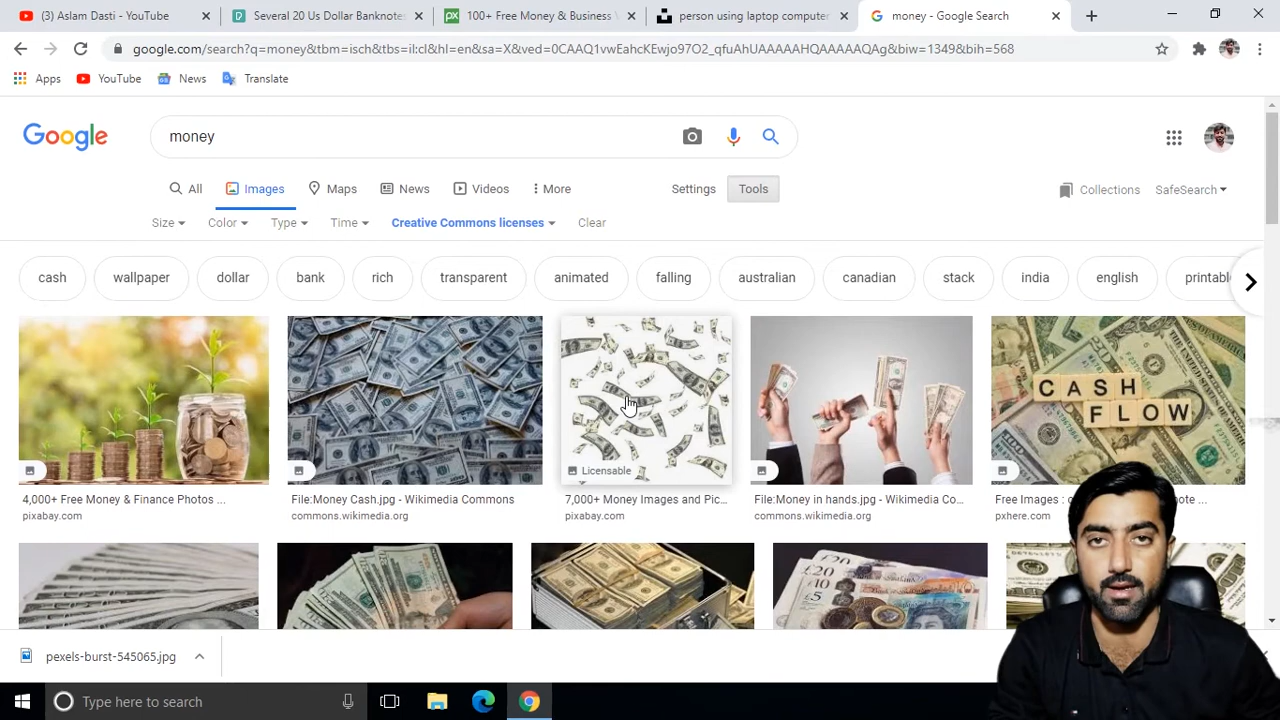 (3) Aslam Dasti - YouTube
Several 20 Us Dollar Banknotes
100+ Free Money & Business V
person using laptop computer
money - Google Search
google.com/search?q=money&tbm=isch&tbs=il:cl&hl=en&sa=X&ved=0CAAQ1vwEahcKEwjo97O2_qfuAhUAAAAAHQAAAAAQAg&biw=1349&bih=568
Apps
YouTube
News
Translate
Google
money
All
Images
Maps
News
Videos
More
Settings
Tools
Collections
SafeSearch
Size
Color
Type
Time
Creative Commons licenses
Clear
cash
wallpaper
dollar
bank
rich
transparent
animated
falling
australian
canadian
stack
india
english
printabl
Licensable
CASH
FLOW
4,000+ Free Money & Finance Photos ...
pixabay.com
File:Money Cash.jpg - Wikimedia Commons
commons.wikimedia.org
7,000+ Money Images and Pic...
pixabay.com
File:Money in hands.jpg - Wikimedia Co...
commons.wikimedia.org
Free Images : c
ote ...
pxhere.com
£20
£10
£5
pexels-burst-545065.jpg
Type here to search